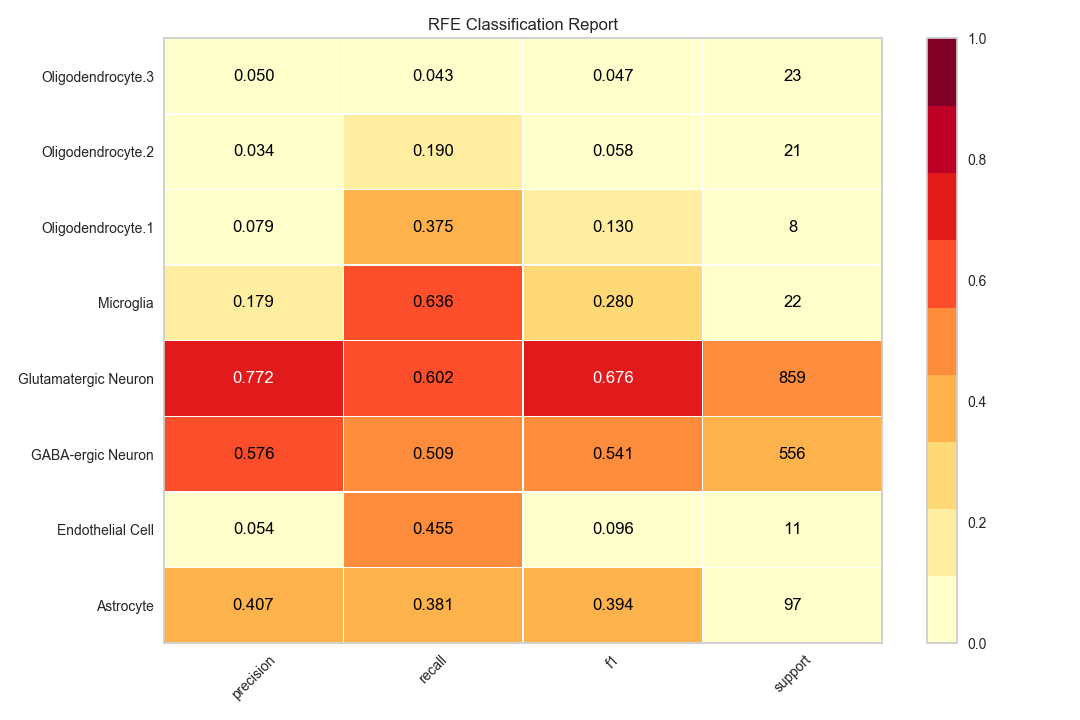 RFE Classification Report
Oligodendrocyte.3 0.050 0.043 0.047 23
Oligodendrocyte.2 0.034 0.190 0.058 21
Oligodendrocyte.1 0.079 0.375 0.130 8
Microglia 0.179 0.636 0.280 22
Glutamatergic Neuron 0.772 0.602 0.676 859
GABA-ergic Neuron 0.576 0.509 0.541 556
Endothelial Cell 0.054 0.455 0.096 11
Astrocyte 0.407 0.381 0.394 97
precision recall f1 support
1.0
0.8
0.6
0.4
0.2
0.0